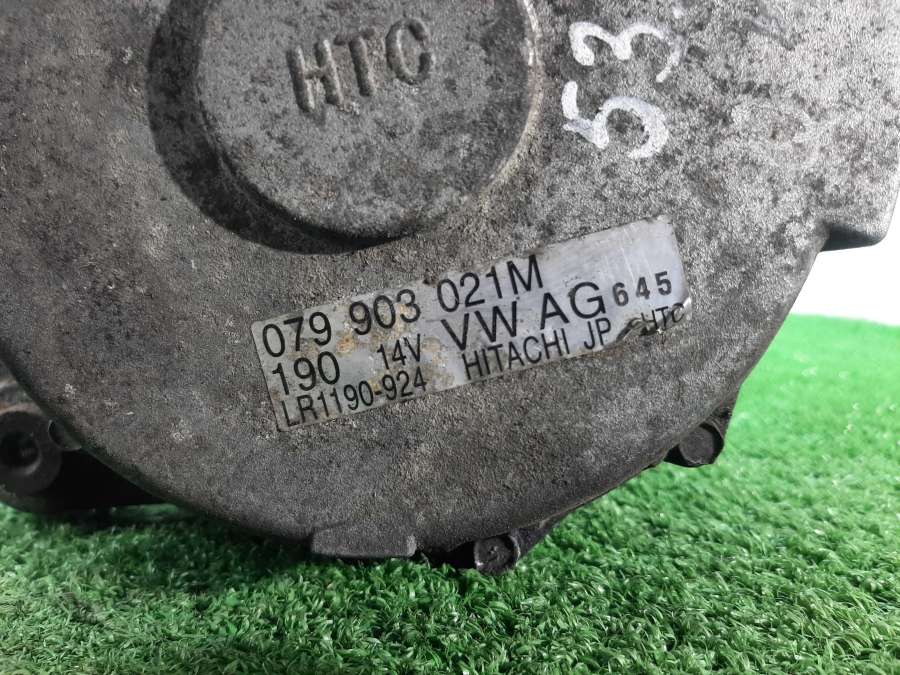 HTC
53.
079 903 021M
190 14V VW AG 645
LR1190-924 HITACHI JP HTC